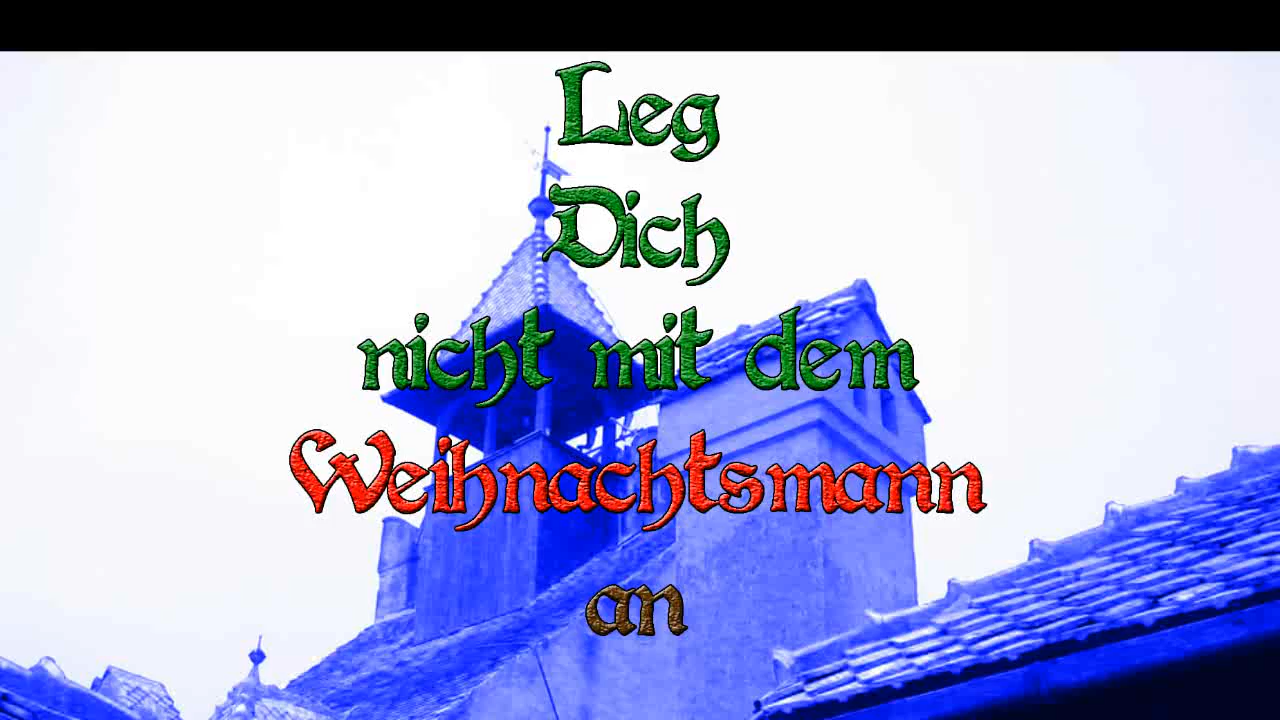 Leg
Dich
nicht mit dem
Weihnachtsmann
an